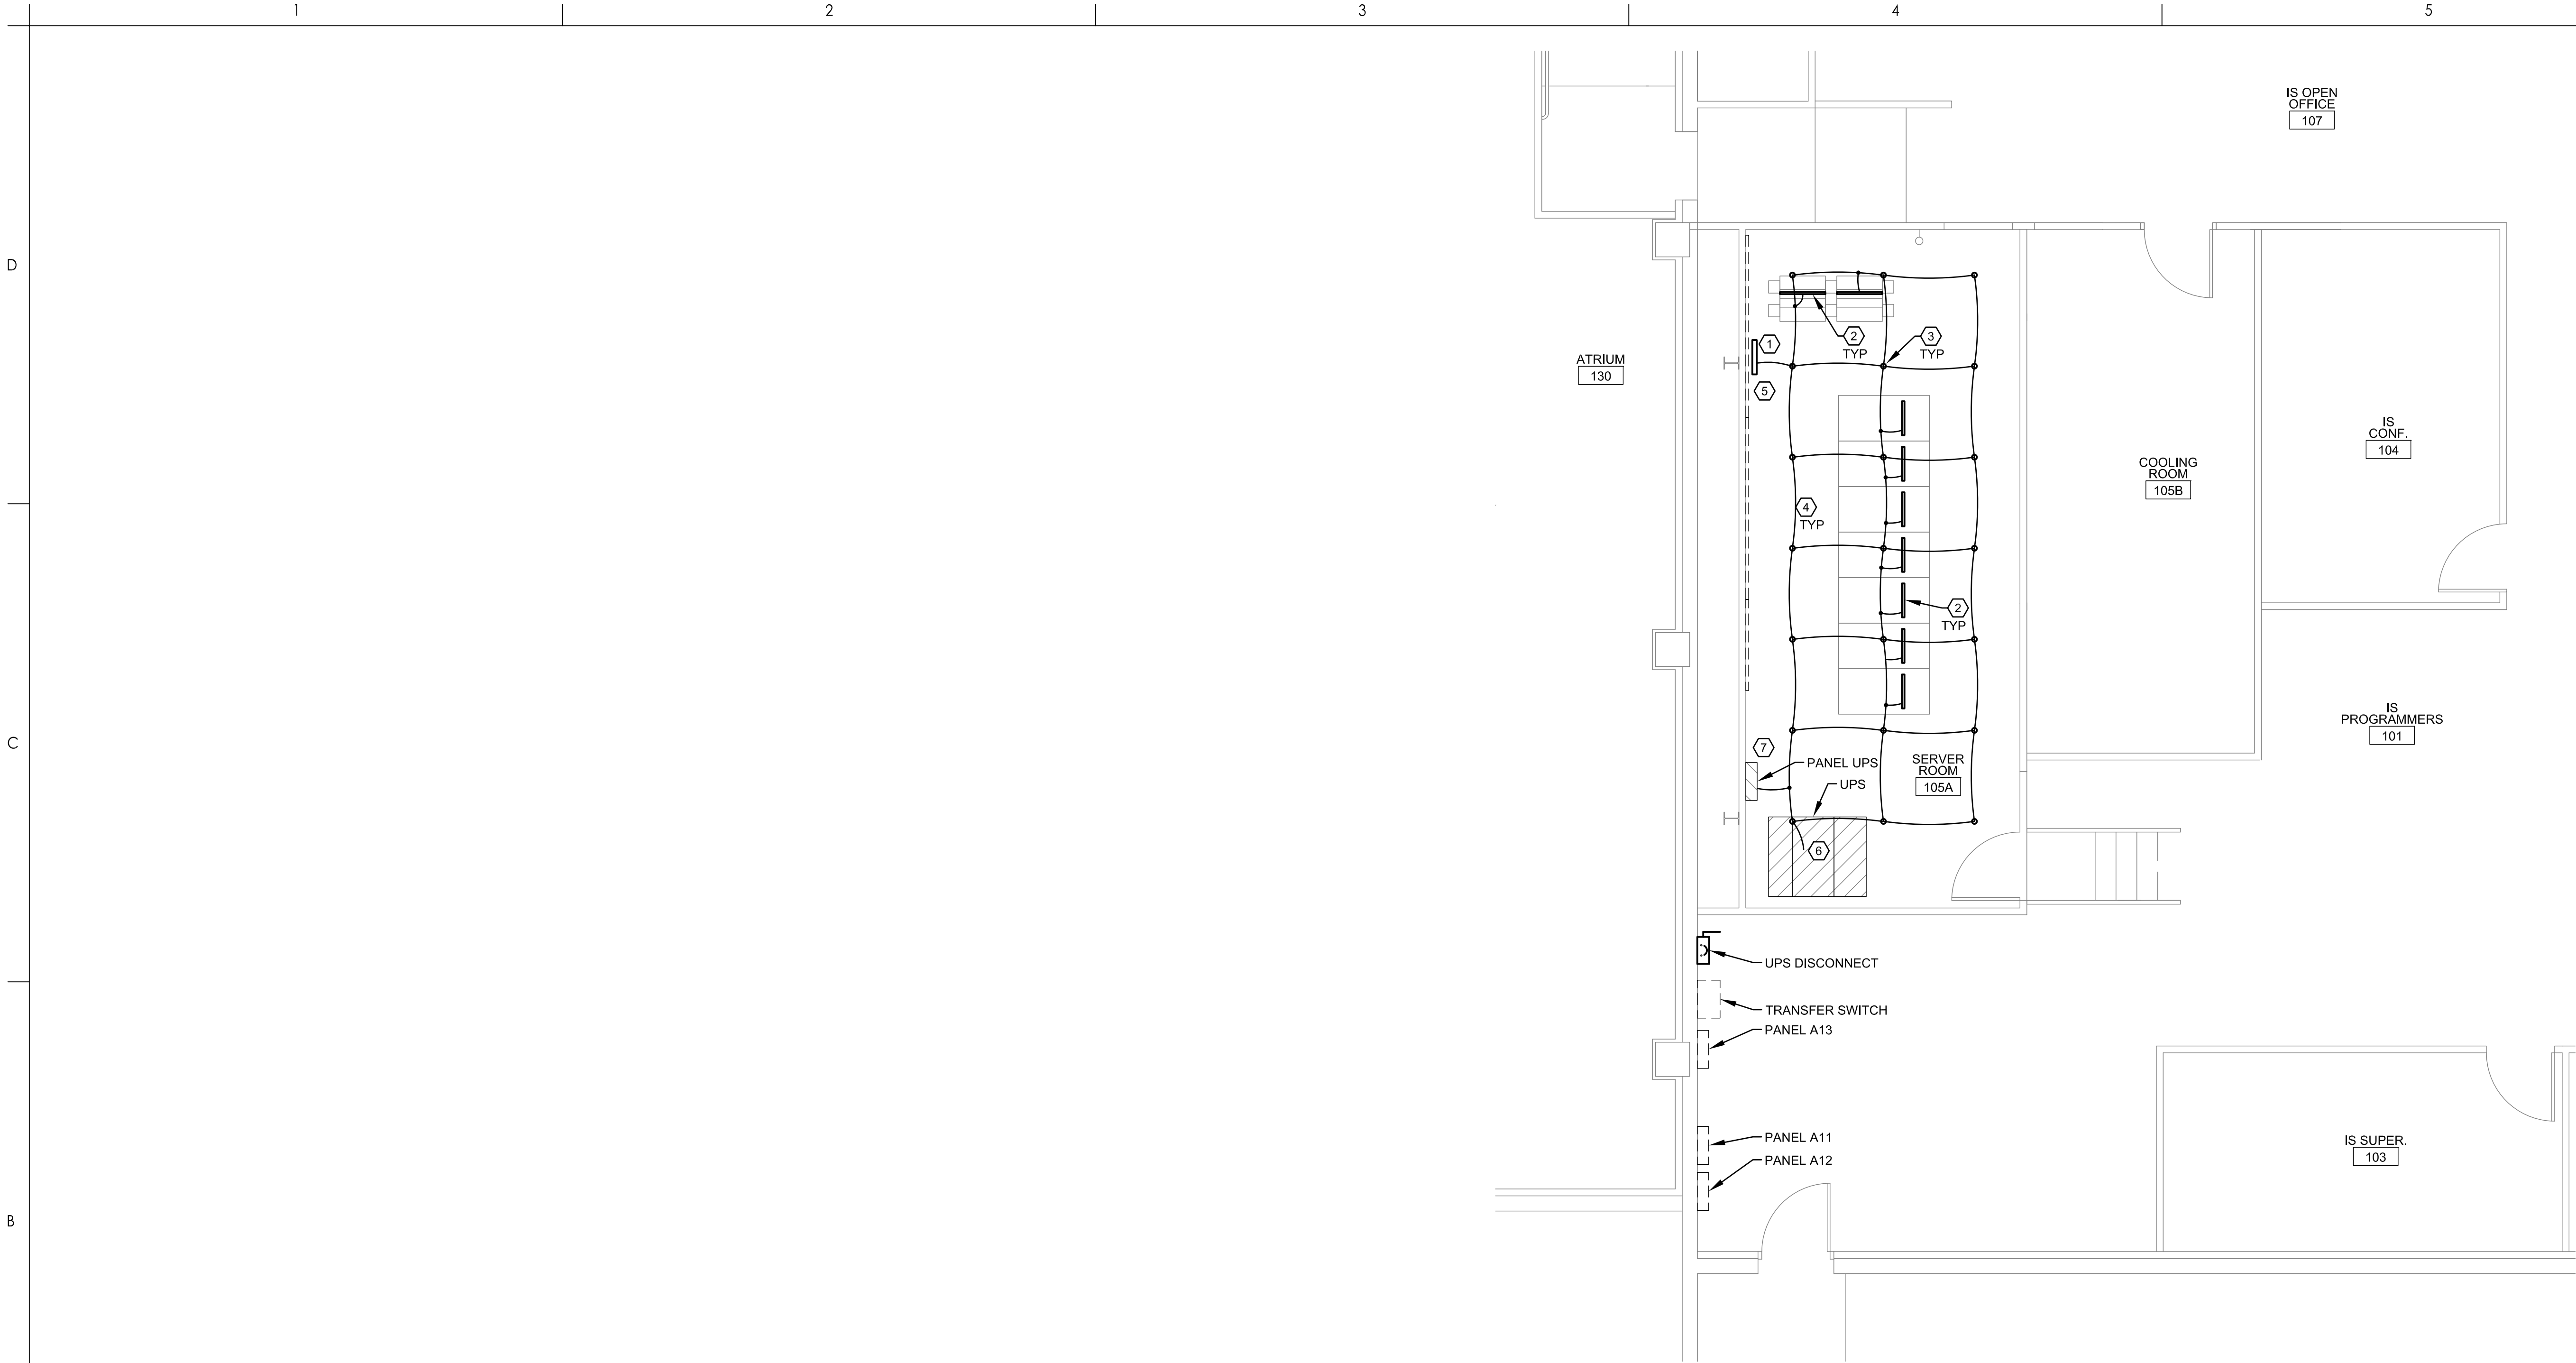 1
2
3
4
5
D
C
B
IS OPEN
OFFICE
107
ATRIUM
130
1
2
TYP
3
TYP
5
IS
CONF.
104
COOLING
ROOM
105B
4
TYP
2
TYP
IS
PROGRAMMERS
101
7
PANEL UPS
UPS
SERVER
ROOM
105A
6
UPS DISCONNECT
TRANSFER SWITCH
PANEL A13
PANEL A11
PANEL A12
IS SUPER.
103